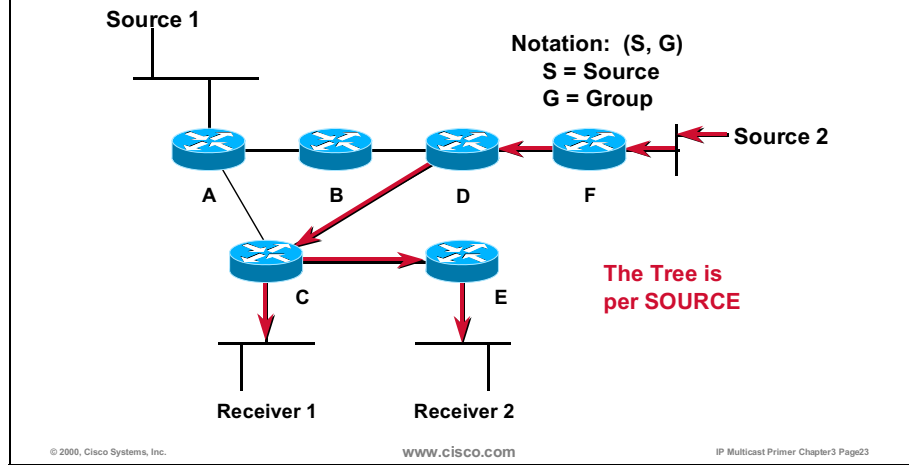 Source 1
Notation: (S, G)
S = Source
G = Group
Source 2
A
B
D
F
C
E
The Tree is
per SOURCE
Receiver 1
Receiver 2
© 2000, Cisco Systems, Inc.
www.cisco.com
IP Multicast Primer Chapter3 Page23